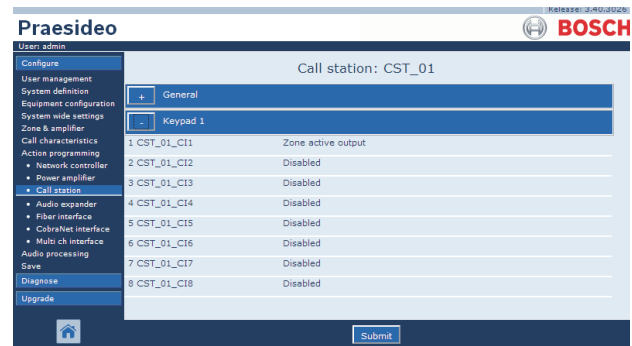 Release: 3.40.3026
Praesideo
BOSCH
User: admin
Configure
User management
System definition
Equipment configuration
System wide settings
Zone & amplifier
Call characteristics
Action programming
• Network controller
• Power amplifier
• Call station
• Audio expander
• Fiber interface
• CobraNet interface
• Multi ch interface
Audio processing
Save
Diagnose
Upgrade
Call station: CST_01
+ General
- Keypad 1
1 CST_01_CI1 Zone active output
2 CST_01_CI2 Disabled
3 CST_01_CI3 Disabled
4 CST_01_CI4 Disabled
5 CST_01_CI5 Disabled
6 CST_01_CI6 Disabled
7 CST_01_CI7 Disabled
8 CST_01_CI8 Disabled
Submit